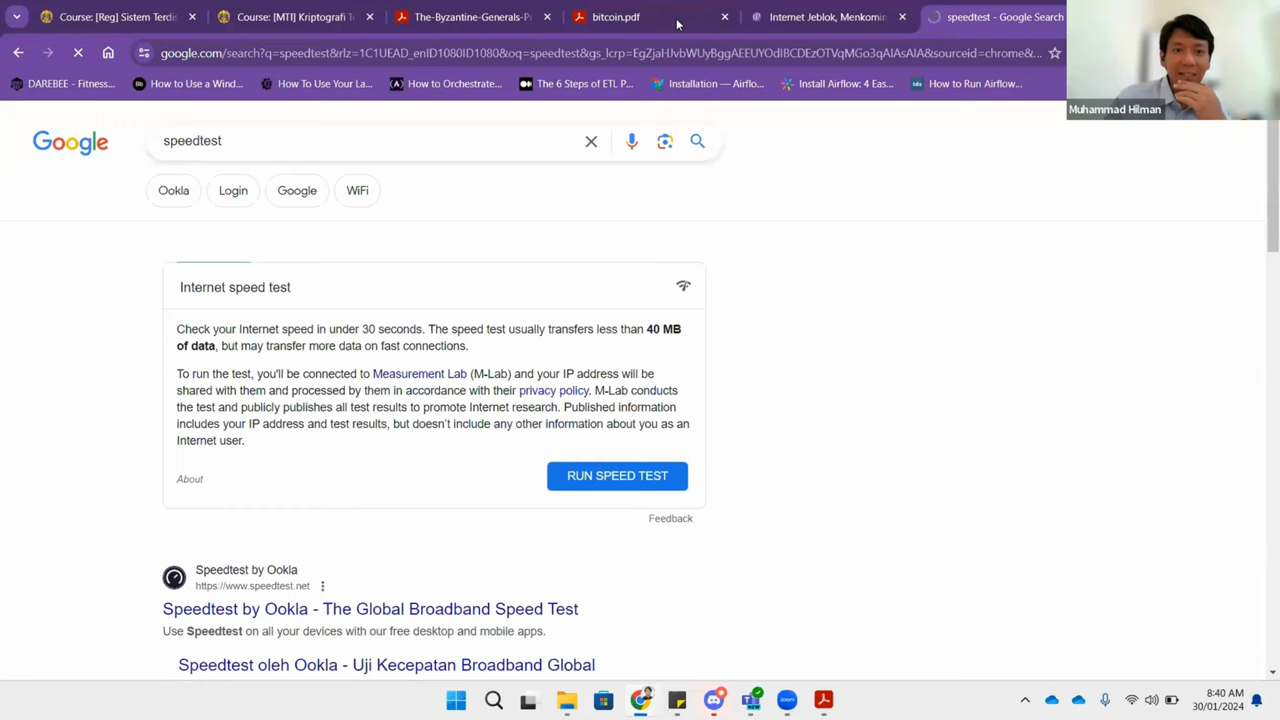 Course: [Reg] Sistem Terdis
Course: [MTI] Kriptografi T
The-Byzantine-Generals-P
bitcoin.pdf
Internet Jeblok, Menkomin
speedtest - Google Search
google.com/search?q=speedtest&rlz=1C1UEAD_enID1080ID1080&oq=speedtest&gs_lcrp=EgZjaHJvbWUyBggAEEUYOdIBCDEzOTVqMGo3qAIAsAIA&sourceid=chrome&...
DAREBEE - Fitness...
How to Use a Wind...
How To Use Your La...
How to Orchestrate...
The 6 Steps of ETL P...
Installation — Airflo...
Install Airflow: 4 Eas...
How to Run Airflow...
Muhammad Hilman
Google
speedtest
Ookla
Login
Google
WiFi
Internet speed test
Check your Internet speed in under 30 seconds. The speed test usually transfers less than 40 MB
of data, but may transfer more data on fast connections.
To run the test, you'll be connected to Measurement Lab (M-Lab) and your IP address will be
shared with them and processed by them in accordance with their privacy policy. M-Lab conducts
the test and publicly publishes all test results to promote Internet research. Published information
includes your IP address and test results, but doesn't include any other information about you as an
Internet user.
About
RUN SPEED TEST
Feedback
Speedtest by Ookla
https://www.speedtest.net
Speedtest by Ookla - The Global Broadband Speed Test
Use Speedtest on all your devices with our free desktop and mobile apps.
Speedtest oleh Ookla - Uji Kecepatan Broadband Global
8:40 AM
30/01/2024